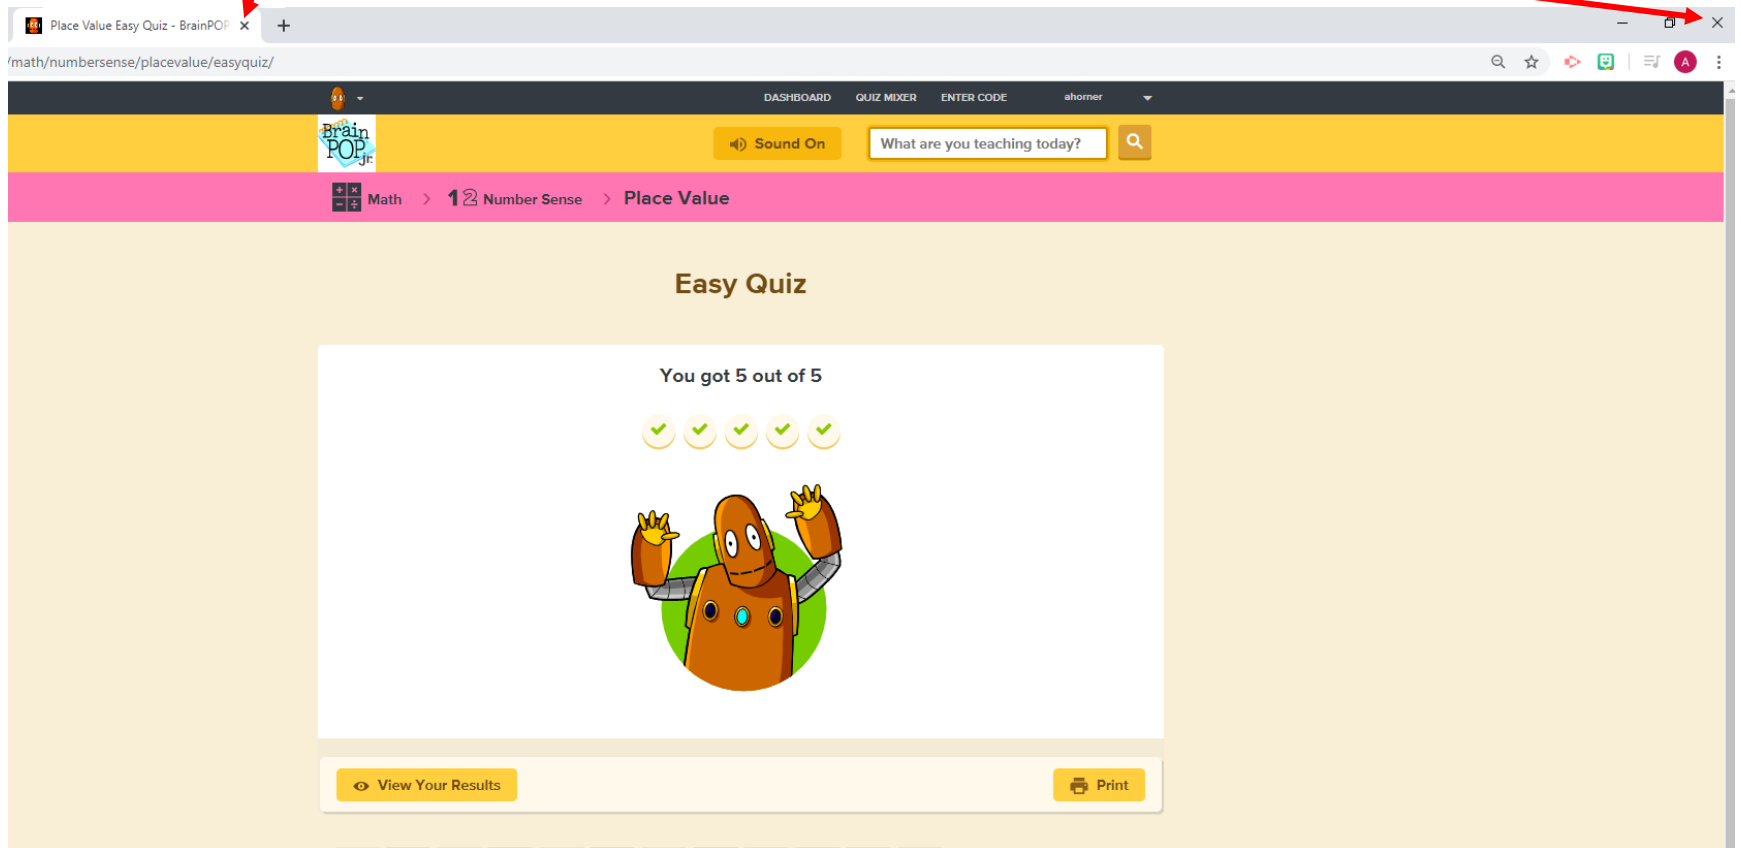 Place Value Easy Quiz - BrainPOP
/math/numbersense/placevalue/easyquiz/
A
DASHBOARD QUIZ MIXER ENTER CODE ahorner
Brain
POP
jr.
Sound On
What are you teaching today?
Math > 12 Number Sense > Place Value
Easy Quiz
You got 5 out of 5
View Your Results
Print